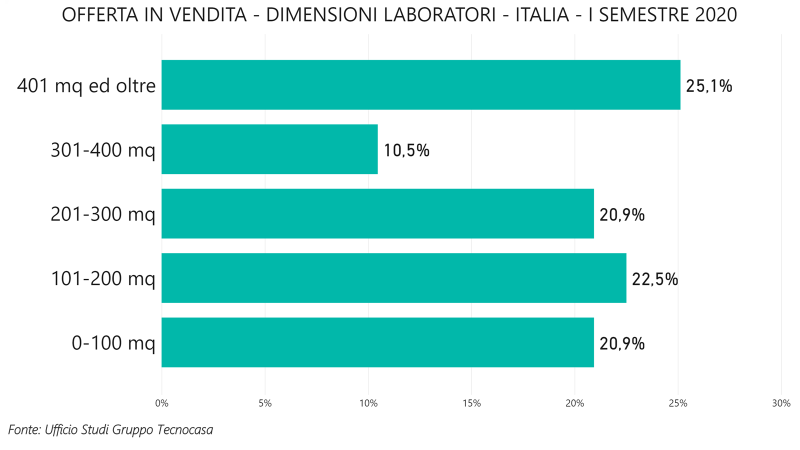 OFFERTA IN VENDITA - DIMENSIONI LABORATORI - ITALIA - I SEMESTRE 2020
401 mq ed oltre 25,1%
301-400 mq 10,5%
201-300 mq 20,9%
101-200 mq 22,5%
0-100 mq 20,9%
0% 5% 10% 15% 20% 25% 30%
Fonte: Ufficio Studi Gruppo Tecnocasa